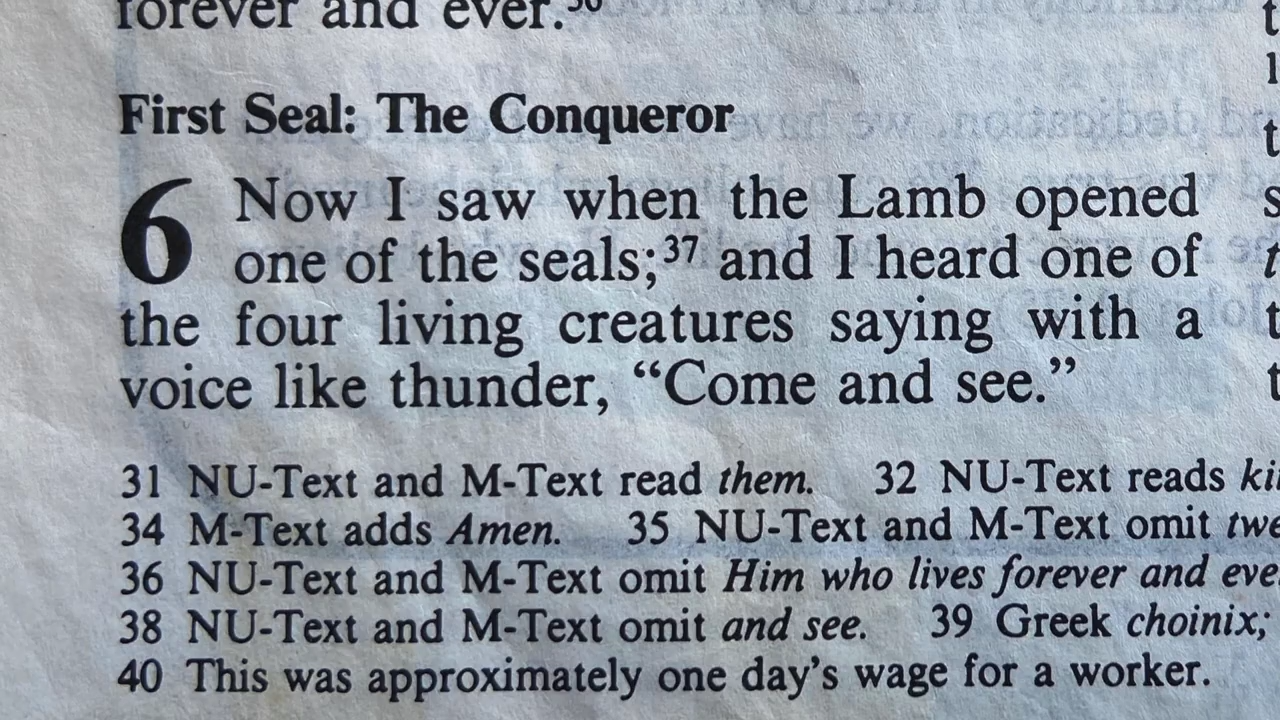 forever and ever.³⁶
First Seal: The Conqueror
6 Now I saw when the Lamb opened
one of the seals;³⁷ and I heard one of
the four living creatures saying with a
voice like thunder, “Come and see.”
31 NU-Text and M-Text read them. 32 NU-Text reads
34 M-Text adds Amen. 35 NU-Text and M-Text omit
36 NU-Text and M-Text omit Him who lives forever and
38 NU-Text and M-Text omit and see. 39 Greek choinix;
40 This was approximately one day’s wage for a worker.